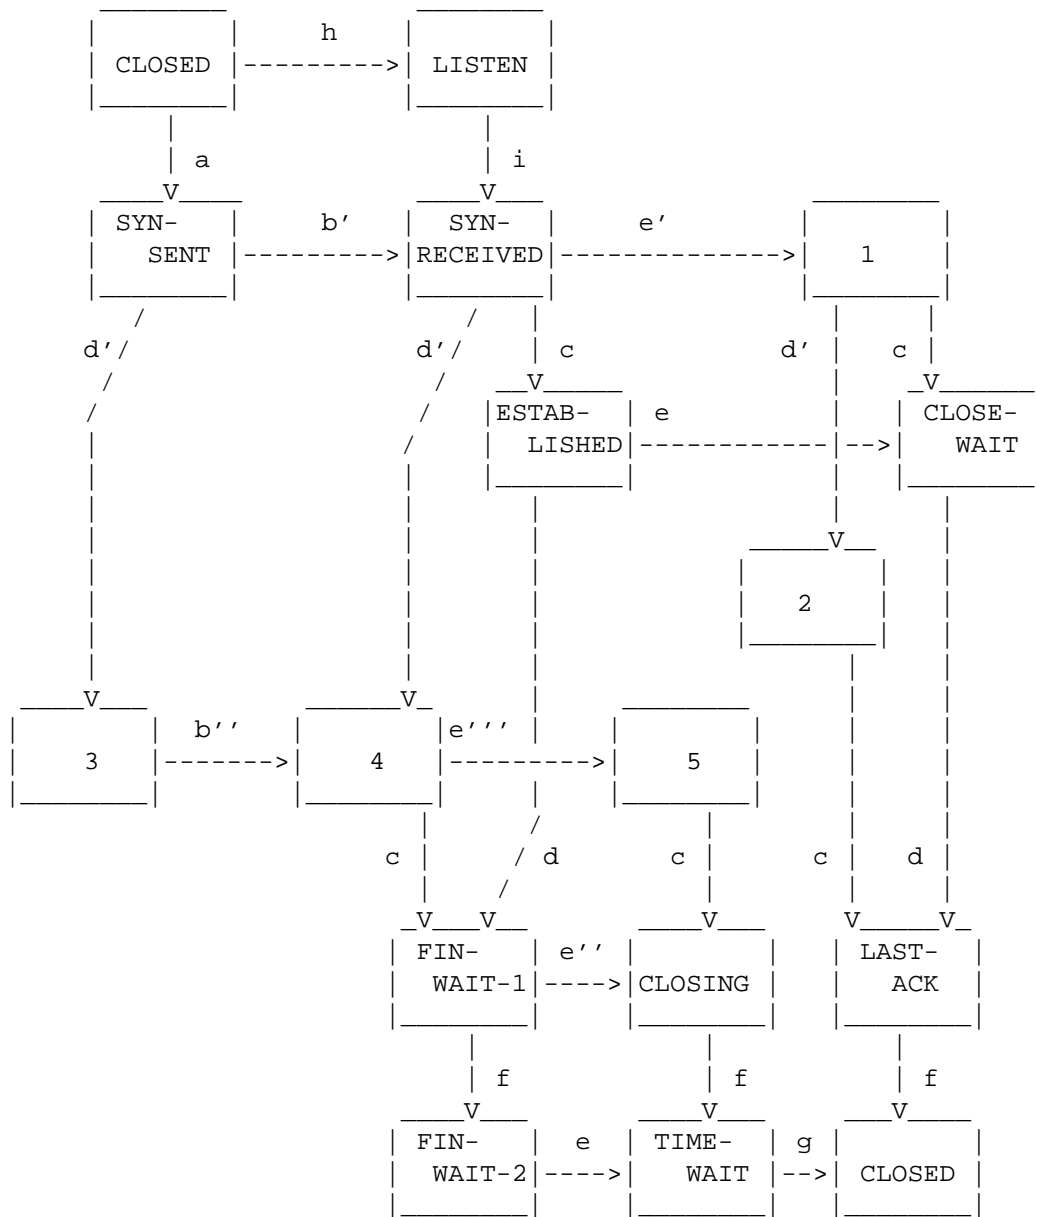 h
CLOSED LISTEN
a i
SYN- SYN-
b' e'
SENT RECEIVED 1
d' d' c d' c
ESTAB- e CLOSE-
LISHED WAIT
2
b'' e'''
3 4 5
c d c c d
FIN- e'' LAST-
WAIT-1 CLOSING ACK
f f f
FIN- e TIME- g
WAIT-2 WAIT CLOSED